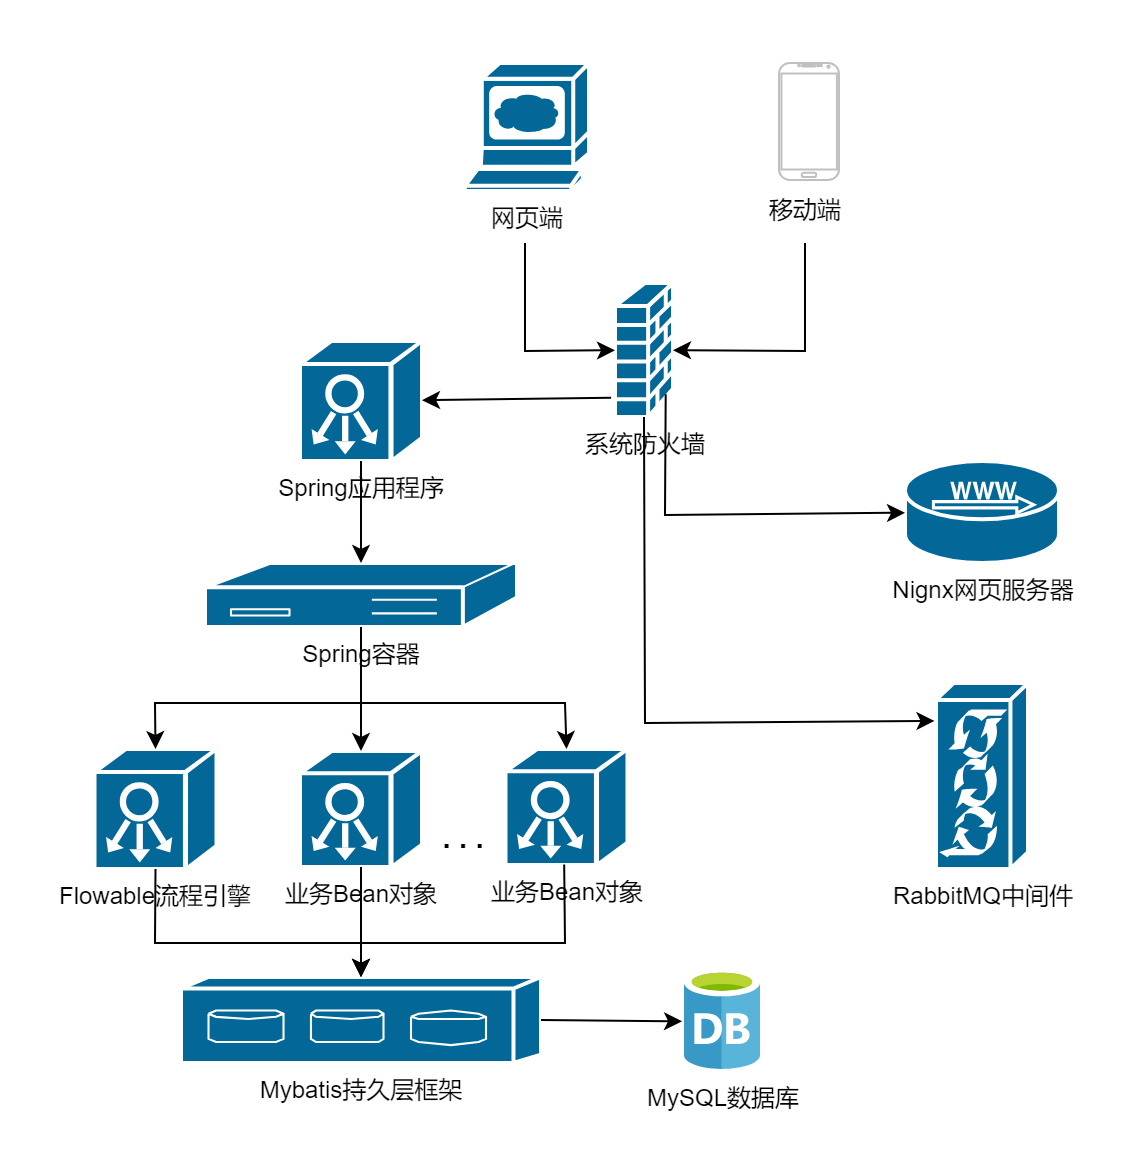 网页端
移动端
系统防火墙
Spring应用程序
WWW
Nignx网页服务器
Spring容器
. . .
Flowable流程引擎
业务Bean对象
业务Bean对象
RabbitMQ中间件
DB
Mybatis持久层框架
MySQL数据库